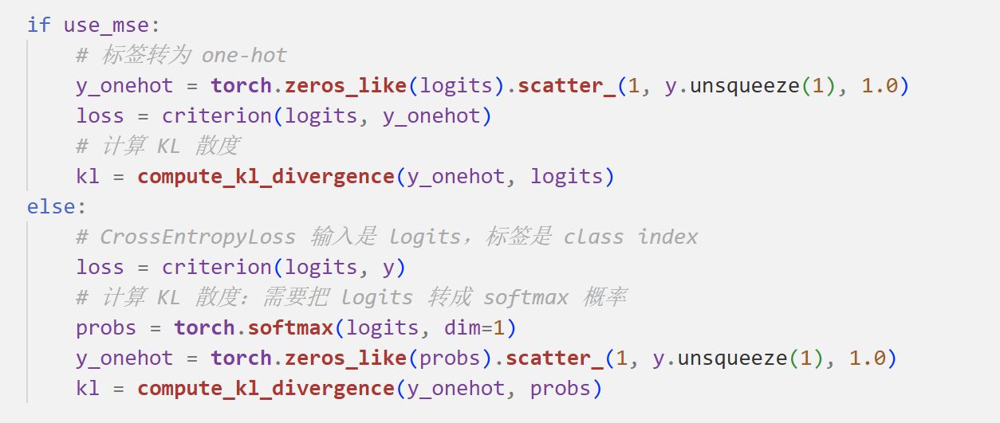 if use_mse:
    # 标签转为 one-hot
    y_onehot = torch.zeros_like(logits).scatter_(1, y.unsqueeze(1), 1.0)
    loss = criterion(logits, y_onehot)
    # 计算 KL 散度
    kl = compute_kl_divergence(y_onehot, logits)
else:
    # CrossEntropyLoss 输入是 logits，标签是 class index
    loss = criterion(logits, y)
    # 计算 KL 散度：需要把 logits 转成 softmax 概率
    probs = torch.softmax(logits, dim=1)
    y_onehot = torch.zeros_like(probs).scatter_(1, y.unsqueeze(1), 1.0)
    kl = compute_kl_divergence(y_onehot, probs)